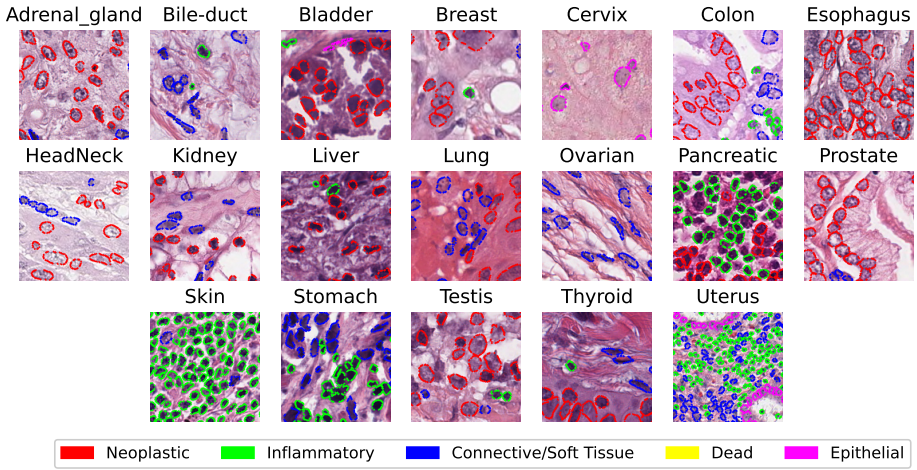 Adrenal_gland Bile-duct Bladder Breast Cervix Colon Esophagus
HeadNeck Kidney Liver Lung Ovarian Pancreatic Prostate
Skin Stomach Testis Thyroid Uterus
Neoplastic Inflammatory Connective/Soft Tissue Dead Epithelial